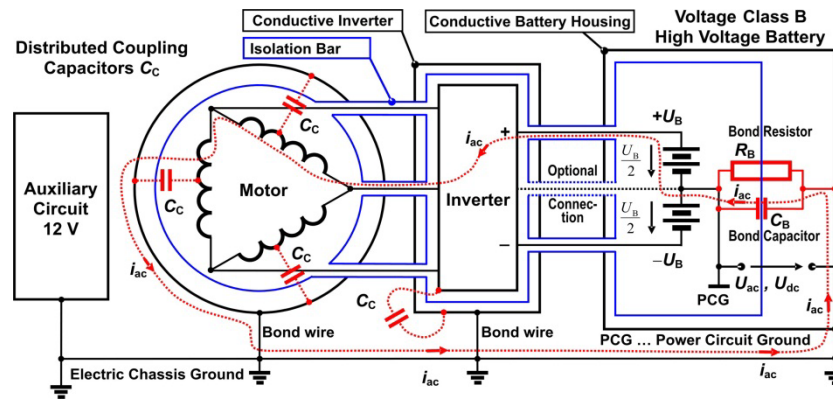 Conductive Inverter
Conductive Battery Housing
Voltage Class B
High Voltage Battery
Distributed Coupling
Capacitors CC
Isolation Bar
CC
+UB
Bond Resistor
RB
iac
+
UB
2
Optional
Auxiliary
Circuit
12 V
CC
Motor
Inverter
iac
Connec-
tion
UB
2
CB
Bond Capacitor
−
−UB
CC
iac
CC
PCG
Uac , Udc
iac
Bond wire
Bond wire
PCG ... Power Circuit Ground
Electric Chassis Ground
iac
iac